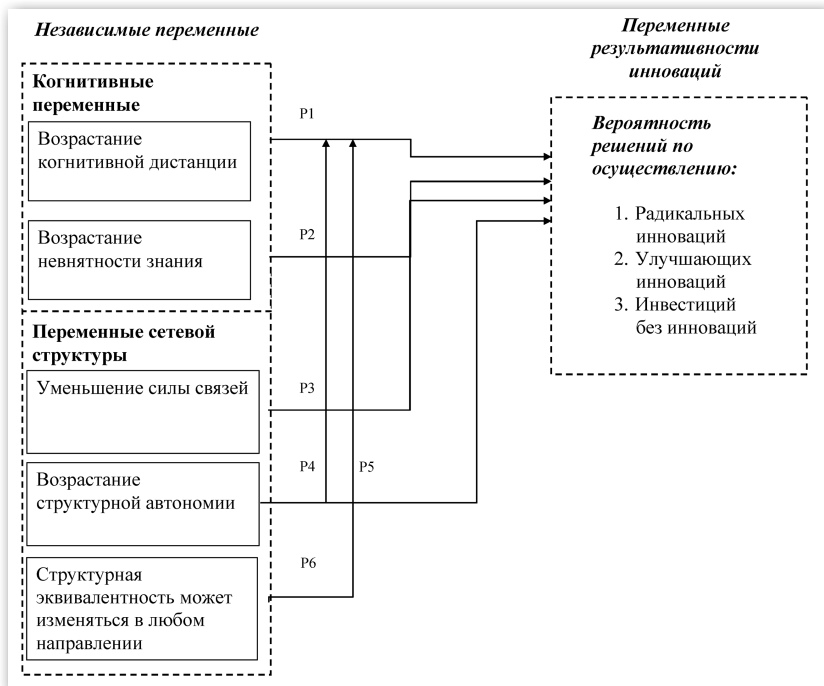 Независимые переменные
Когнитивные
переменные
Возрастание
когнитивной дистанции
Возрастание
невнятности знания
Переменные сетевой
структуры
Уменьшение силы связей
Возрастание
структурной автономии
Структурная
эквивалентность может
изменяться в любом
направлении
P1
P2
P3
P4
P5
P6
Переменные
результативности
инноваций
Вероятность
решений по
осуществлению:
1. Радикальных
инноваций
2. Улучшающих
инноваций
3. Инвестиций
без инноваций